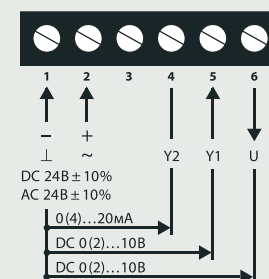 1 2 3 4 5 6
− +
⊥ ~ Y2 Y1 U
DC 24В ± 10%
AC 24В ± 10%
0(4)...20мА
DC 0(2)...10В
DC 0(2)...10В